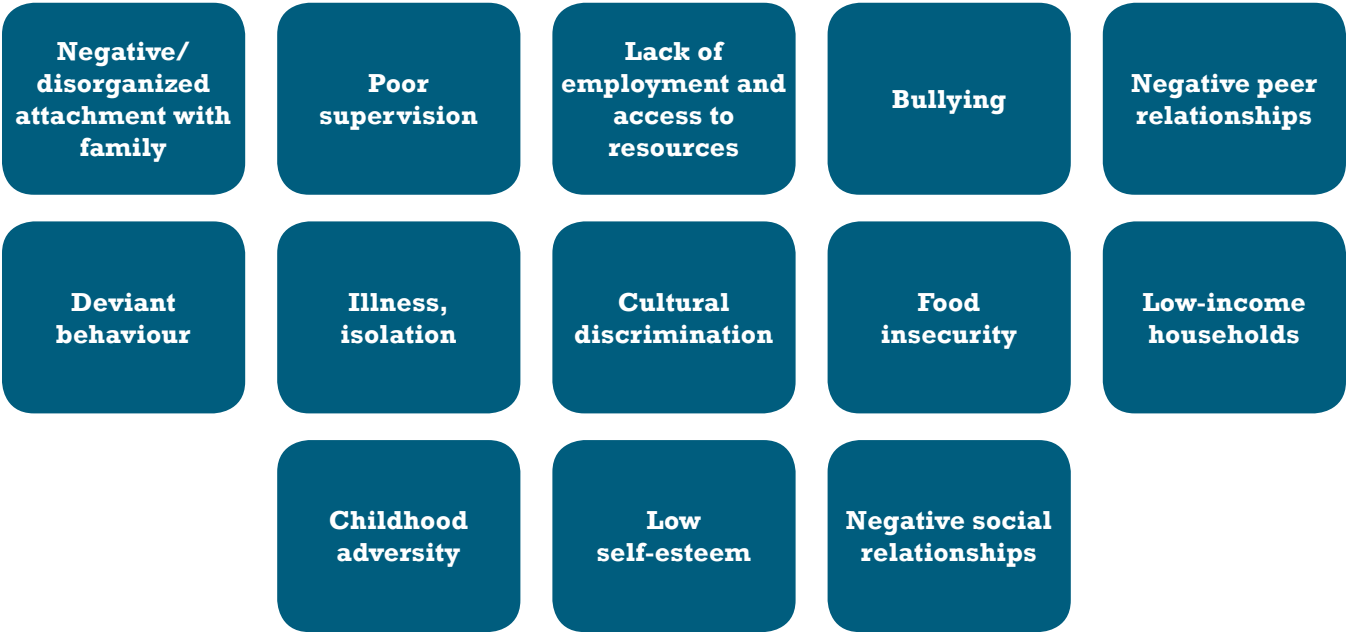 Negative/
disorganized
attachment with
family
Poor
supervision
Lack of
employment and
access to
resources
Bullying
Negative peer
relationships
Deviant
behaviour
Illness,
isolation
Cultural
discrimination
Food
insecurity
Low-income
households
Childhood
adversity
Low
self-esteem
Negative social
relationships